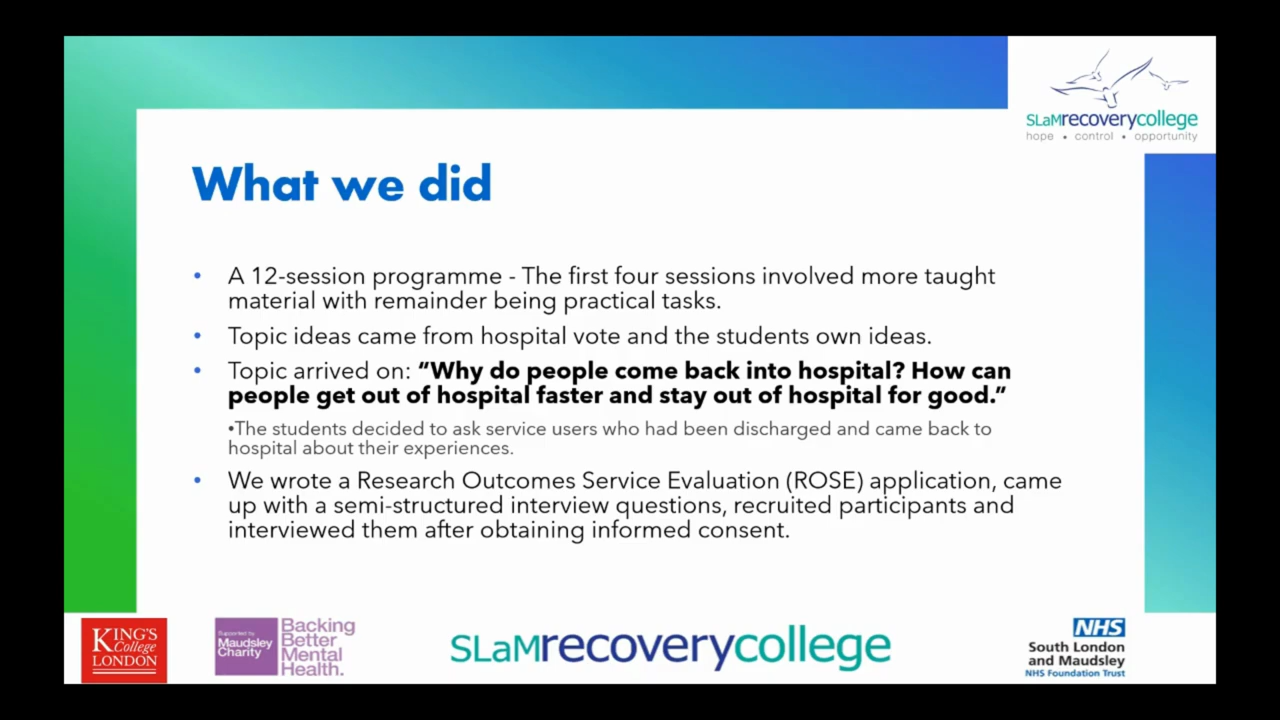 SLaMrecoverycollege
hope • control • opportunity
What we did
• A 12-session programme - The first four sessions involved more taught
material with remainder being practical tasks.
• Topic ideas came from hospital vote and the students own ideas.
• Topic arrived on: “Why do people come back into hospital? How can
people get out of hospital faster and stay out of hospital for good.”
•The students decided to ask service users who had been discharged and came back to
hospital about their experiences.
• We wrote a Research Outcomes Service Evaluation (ROSE) application, came
up with a semi-structured interview questions, recruited participants and
interviewed them after obtaining informed consent.
KING'S
College
LONDON
Supported by
Maudsley
Charity
Backing
Better
Mental
Health.
SLaMrecoverycollege
NHS
South London
and Maudsley
NHS Foundation Trust